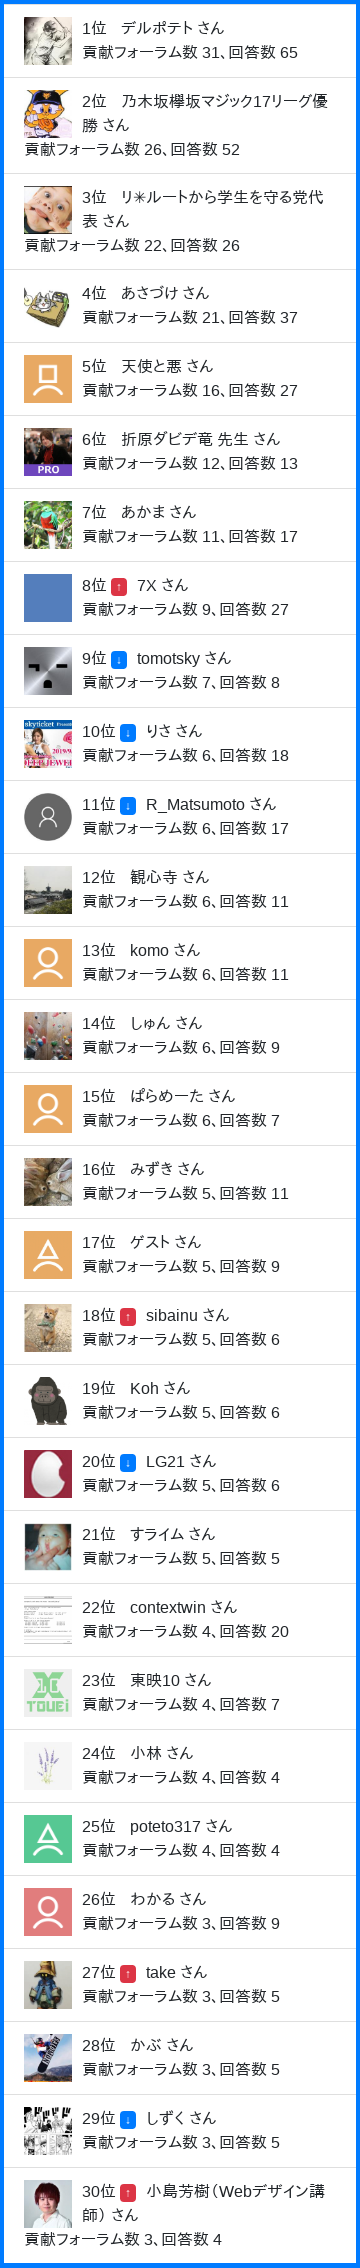 1位 デルポテト さん
貢献フォーラム数 31、回答数 65
2位 乃木坂欅坂マジック17リーグ優
勝 さん
貢献フォーラム数 26、回答数 52
3位 リ✳︎ルートから学生を守る党代
表 さん
貢献フォーラム数 22、回答数 26
4位 あさづけ さん
貢献フォーラム数 21、回答数 37
5位 天使と悪 さん
貢献フォーラム数 16、回答数 27
6位 折原ダビデ竜 先生 さん
PRO
貢献フォーラム数 12、回答数 13
7位 あかま さん
貢献フォーラム数 11、回答数 17
8位 ↑ 7X さん
貢献フォーラム数 9、回答数 27
9位 ↓ tomotsky さん
貢献フォーラム数 7、回答数 8
skyticket
10位 ↓ りさ さん
貢献フォーラム数 6、回答数 18
11位 ↓ R_Matsumoto さん
貢献フォーラム数 6、回答数 17
12位 観心寺 さん
貢献フォーラム数 6、回答数 11
13位 komo さん
貢献フォーラム数 6、回答数 11
14位 しゅん さん
貢献フォーラム数 6、回答数 9
15位 ぱらめーた さん
貢献フォーラム数 6、回答数 7
16位 みずき さん
貢献フォーラム数 5、回答数 11
17位 ゲスト さん
貢献フォーラム数 5、回答数 9
18位 ↑ sibainu さん
貢献フォーラム数 5、回答数 6
19位 Koh さん
貢献フォーラム数 5、回答数 6
20位 ↓ LG21 さん
貢献フォーラム数 5、回答数 6
21位 すライム さん
貢献フォーラム数 5、回答数 5
22位 contextwin さん
貢献フォーラム数 4、回答数 20
23位 東映10 さん
10
TOUEi
貢献フォーラム数 4、回答数 7
24位 小林 さん
貢献フォーラム数 4、回答数 4
25位 poteto317 さん
貢献フォーラム数 4、回答数 4
26位 わかる さん
貢献フォーラム数 3、回答数 9
27位 ↑ take さん
貢献フォーラム数 3、回答数 5
28位 かぶ さん
貢献フォーラム数 3、回答数 5
29位 ↓ しずく さん
貢献フォーラム数 3、回答数 5
30位 ↑ 小島芳樹（Webデザイン講
師） さん
貢献フォーラム数 3、回答数 4